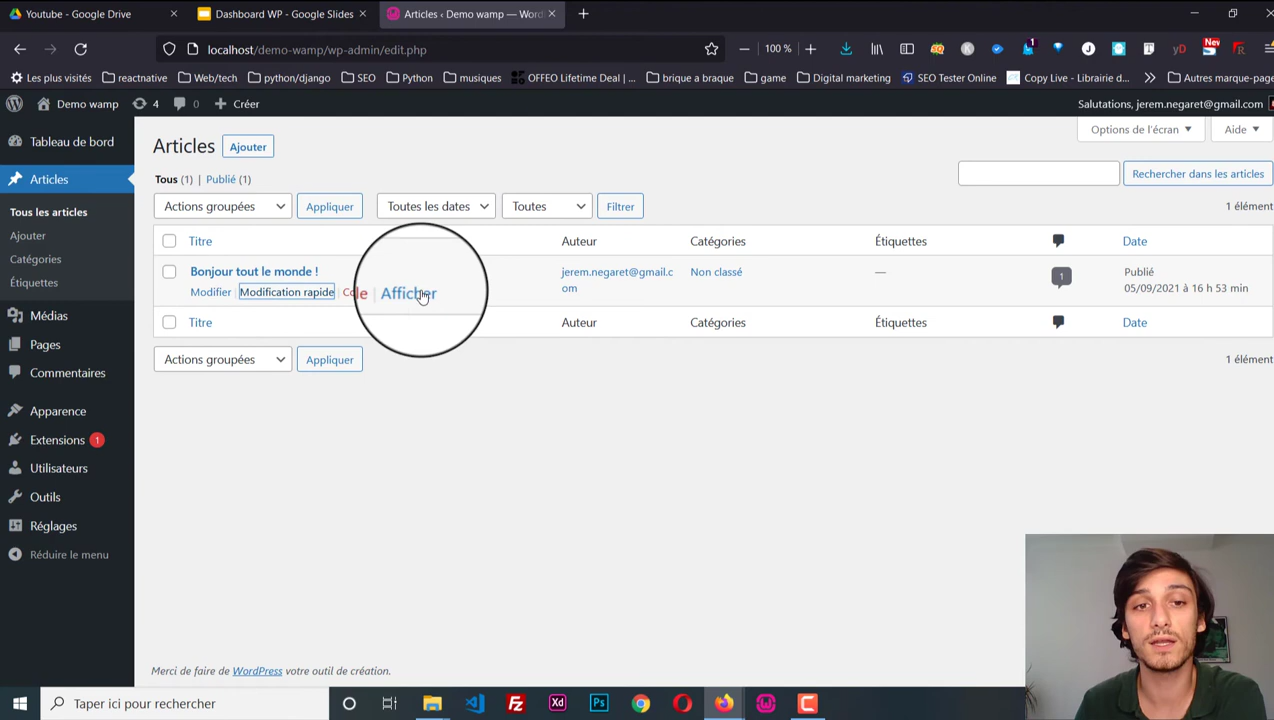 Youtube - Google Drive
Dashboard WP - Google Slides
Articles ‹ Demo wamp — Word
localhost/demo-wamp/wp-admin/edit.php
100 %
1
J
yD
New
Les plus visités
reactnative
Web/tech
python/django
SEO
Python
musiques
OFFEO Lifetime Deal | ...
brique a braque
game
Digital marketing
SEO Tester Online
Copy Live - Librairie d...
Autres marque-page
Demo wamp
4
0
Créer
Salutations, jerem.negaret@gmail.com
Tableau de bord
Articles
Tous les articles
Ajouter
Catégories
Étiquettes
Médias
Pages
Commentaires
Apparence
Extensions 1
Utilisateurs
Outils
Réglages
Réduire le menu
Options de l'écran
Aide
Articles
Ajouter
Tous (1) | Publié (1)
Rechercher dans les articles
Actions groupées
Appliquer
Toutes les dates
Toutes
Filtrer
1 élément
Titre
Auteur
Catégories
Étiquettes
Date
Bonjour tout le monde !
Modifier | Modification rapide | | Afficher
jerem.negaret@gmail.c
om
Non classé
—
1
Publié
05/09/2021 à 16 h 53 min
Titre
Auteur
Catégories
Étiquettes
Date
Actions groupées
Appliquer
1 élément
Merci de faire de WordPress votre outil de création.
Taper ici pour rechercher
Fz
Xd
Ps
C